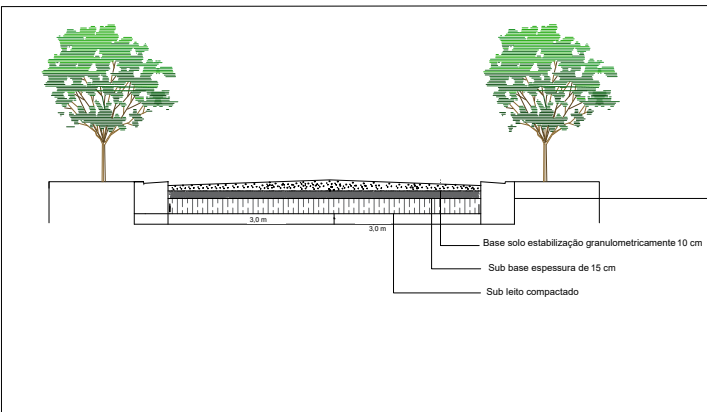 3,0 m
3,0 m
Base solo estabilização granulometricamente 10 cm
Sub base espessura de 15 cm
Sub leito compactado